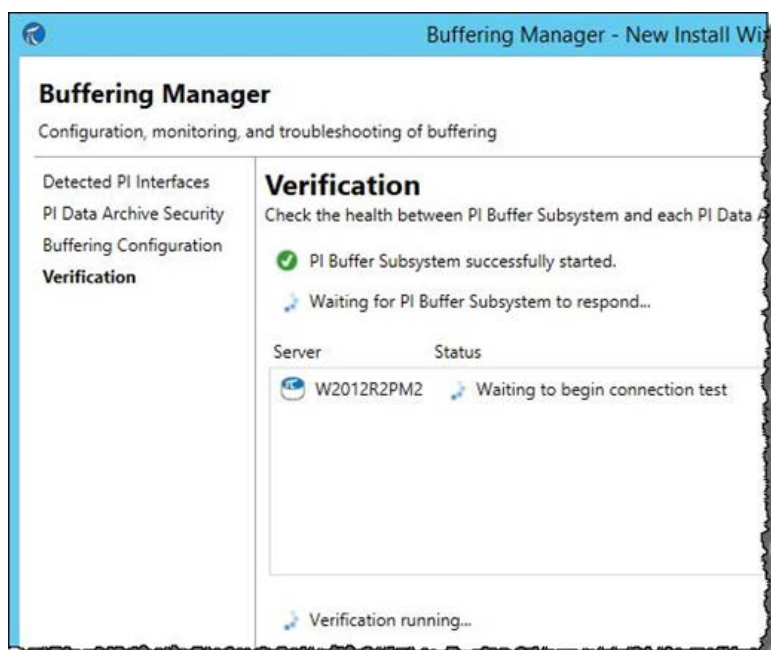 Buffering Manager - New Install Wiz
Buffering Manager
Configuration, monitoring, and troubleshooting of buffering
Detected PI Interfaces
PI Data Archive Security
Buffering Configuration
Verification
Verification
Check the health between PI Buffer Subsystem and each PI Data A
PI Buffer Subsystem successfully started.
Waiting for PI Buffer Subsystem to respond...
Server Status
W2012R2PM2 Waiting to begin connection test
Verification running...